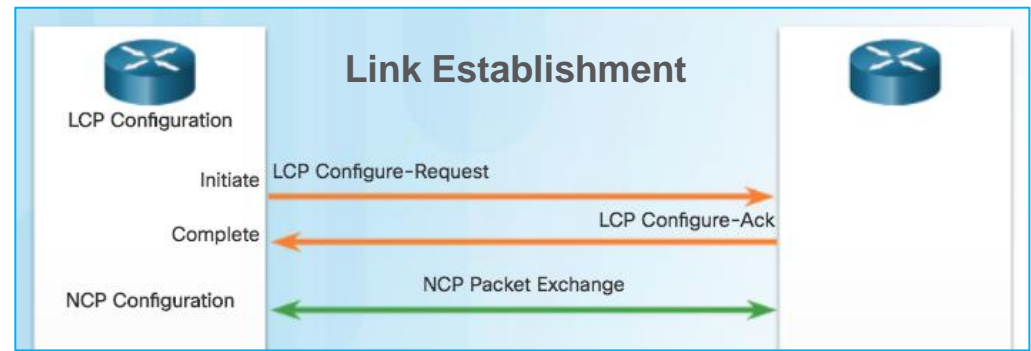 Link Establishment
LCP Configuration
Initiate
LCP Configure-Request
LCP Configure-Ack
Complete
NCP Packet Exchange
NCP Configuration